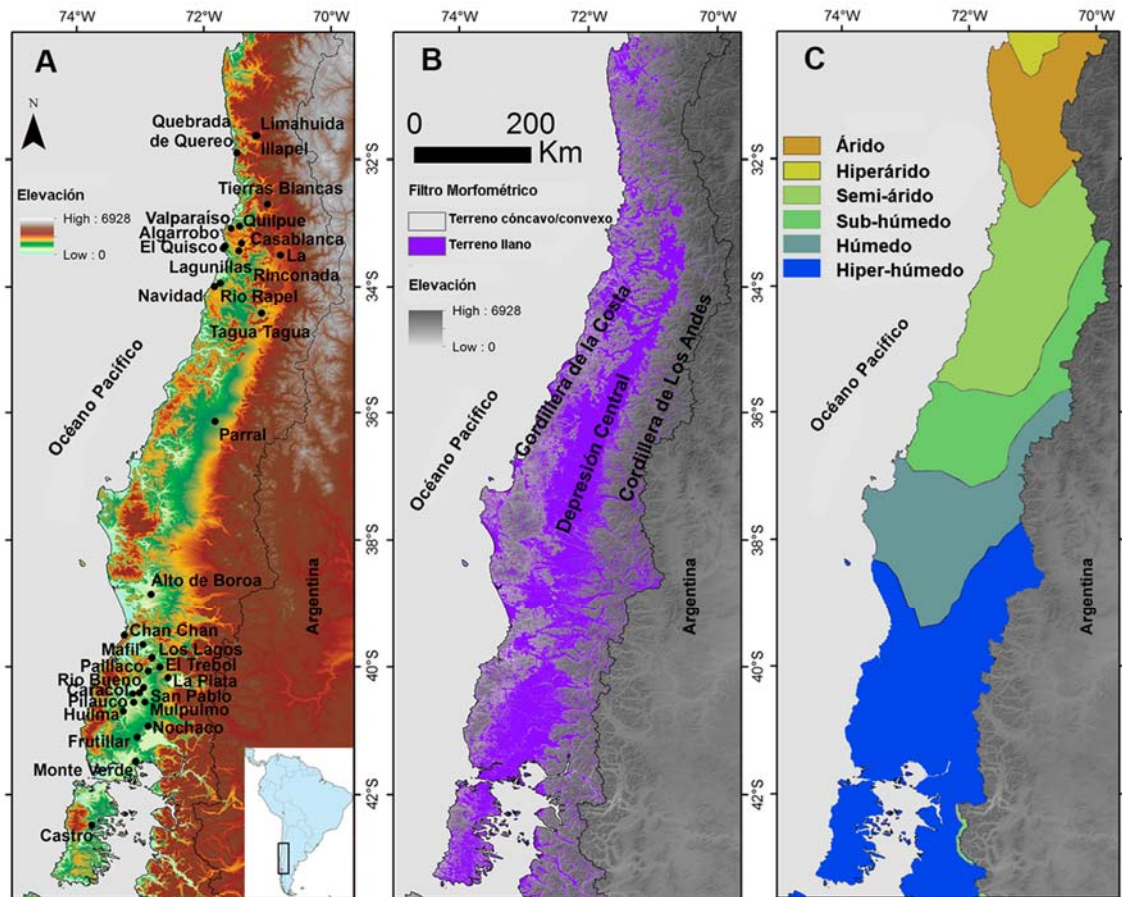 74°W 72°W 70°W
A
N
Quebrada
de Quereo
Limahuida
Illapel
Elevación
High : 6928
Low : 0
Tierras Blancas
Valparaíso
Quilpue
Algarrobo
Casablanca
El Quisco
La
Rinconada
Lagunillas
Navidad
Rio Rapel
Tagua Tagua
Océano Pacífico
Parral
Alto de Boroa
Argentina
Chan Chan
Mafil
Los Lagos
Paillaco
El Trebol
Rio Bueno
La Plata
Caracol
San Pablo
Pilauco
Mulpulmo
Huilma
Nochaco
Frutillar
Monte Verde
Castro
32°S
34°S
36°S
38°S
40°S
42°S
74°W 72°W 70°W
B
0 200
Km
Filtro Morfométrico
Terreno cóncavo/convexo
Terreno llano
Elevación
High : 6928
Low : 0
Océano Pacífico
Cordillera de la Costa
Depresión Central
Cordillera de Los Andes
Argentina
32°S
34°S
36°S
38°S
40°S
42°S
74°W 72°W 70°W
C
Árido
Hiperárido
Semi-árido
Sub-húmedo
Húmedo
Hiper-húmedo
Océano Pacífico
Argentina